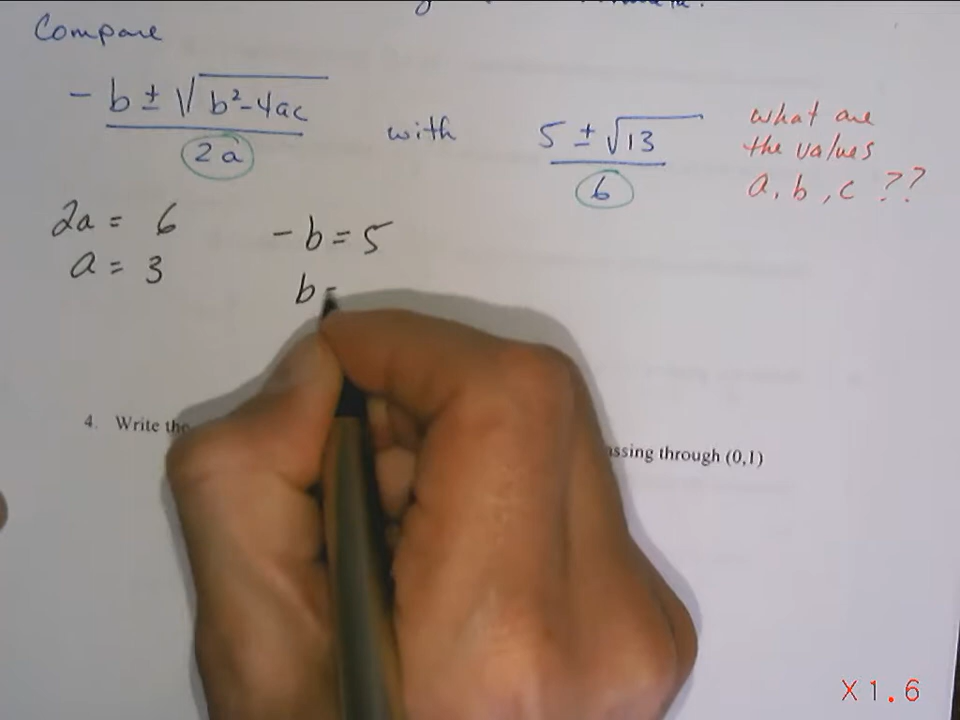 Compare
-b ± √b²-4ac / 2a with 5 ± √13 / 6
what are
the values
a, b, c ??
2a = 6
a = 3
-b = 5
b =
4. Write the
ssing through (0,1)
X1.6